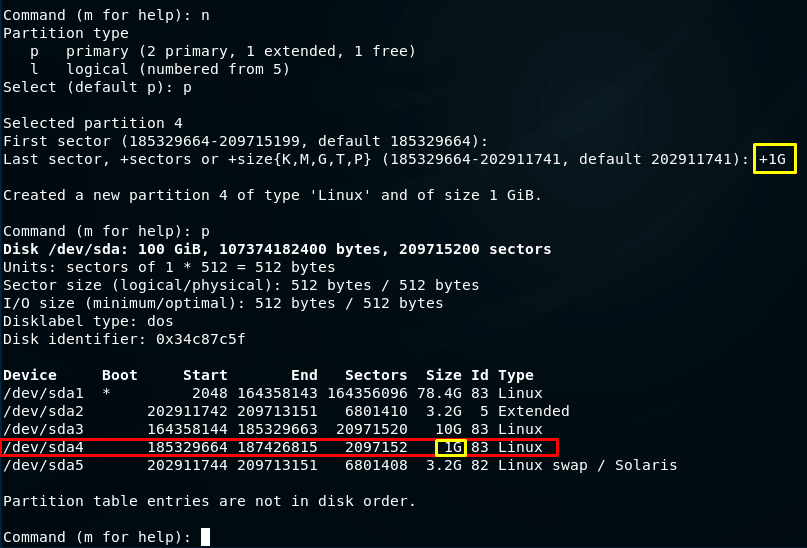 Command (m for help): n
Partition type
   p   primary (2 primary, 1 extended, 1 free)
   l   logical (numbered from 5)
Select (default p): p

Selected partition 4
First sector (185329664-209715199, default 185329664):
Last sector, +sectors or +size{K,M,G,T,P} (185329664-202911741, default 202911741): +1G

Created a new partition 4 of type 'Linux' and of size 1 GiB.

Command (m for help): p
Disk /dev/sda: 100 GiB, 107374182400 bytes, 209715200 sectors
Units: sectors of 1 * 512 = 512 bytes
Sector size (logical/physical): 512 bytes / 512 bytes
I/O size (minimum/optimal): 512 bytes / 512 bytes
Disklabel type: dos
Disk identifier: 0x34c87c5f

Device     Boot     Start       End   Sectors  Size Id Type
/dev/sda1  *         2048 164358143 164356096 78.4G 83 Linux
/dev/sda2       202911742 209713151   6801410  3.2G  5 Extended
/dev/sda3       164358144 185329663  20971520   10G 83 Linux
/dev/sda4       185329664 187426815   2097152    1G 83 Linux
/dev/sda5       202911744 209713151   6801408  3.2G 82 Linux swap / Solaris

Partition table entries are not in disk order.

Command (m for help):